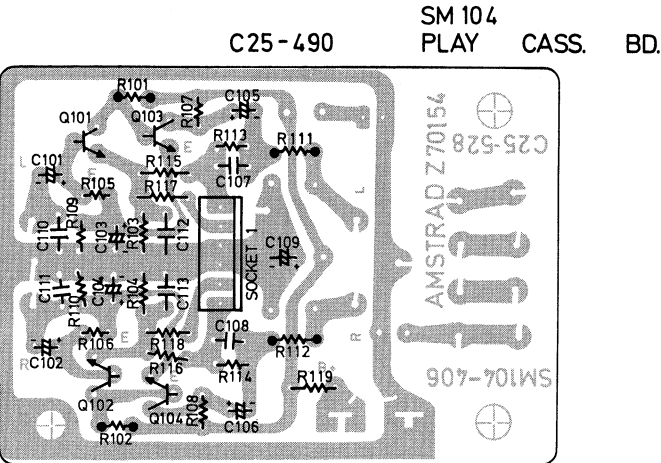 SM 104
C25-490 PLAY CASS. BD.
R101
C105
Q101 Q103 R107
R113 R111
E
L C101 R115
E C107
R105 R117
L
R109 R103
C110 C103 C112
SOCKET 1
C109
C111 R110 C104 R104 C113
R106 E R118 C108
R
C102 R116 R112
R R114 B+
E R119
Q102 Q104 R108
C106
R102
AMSTRAD Z70154
C25-528
SM104-406